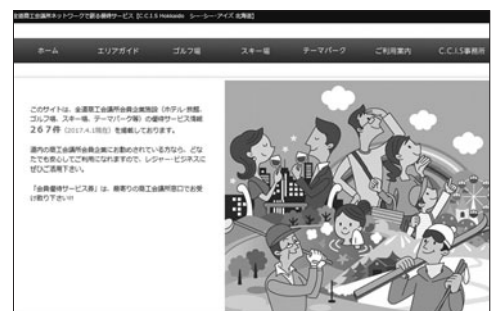 全道商工会議所ネットワークで創る優待サービス [C.C.I.S Hokkaido シー・シー・アイズ 北海道]
ホーム エリアガイド ゴルフ場 スキー場 テーマパーク ご利用案内 C.C.I.S事務局
このサイトは、全道商工会議所会員企業施設（ホテル・旅館、
ゴルフ場、スキー場、テーマパーク等）の優待サービス情報
267件（2017.4.1現在）を掲載しております。
道内の商工会議所会員企業にお勤めされている方なら、どな
たでも安心してご利用になれますので、レジャー・ビジネスに
ぜひご活用下さい。
「会員優待サービス券」は、最寄りの商工会議所窓口でお受
け取り下さい!!